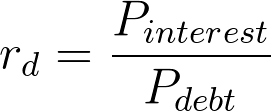 r_d = \frac{P_{interest}}{P_{debt}}